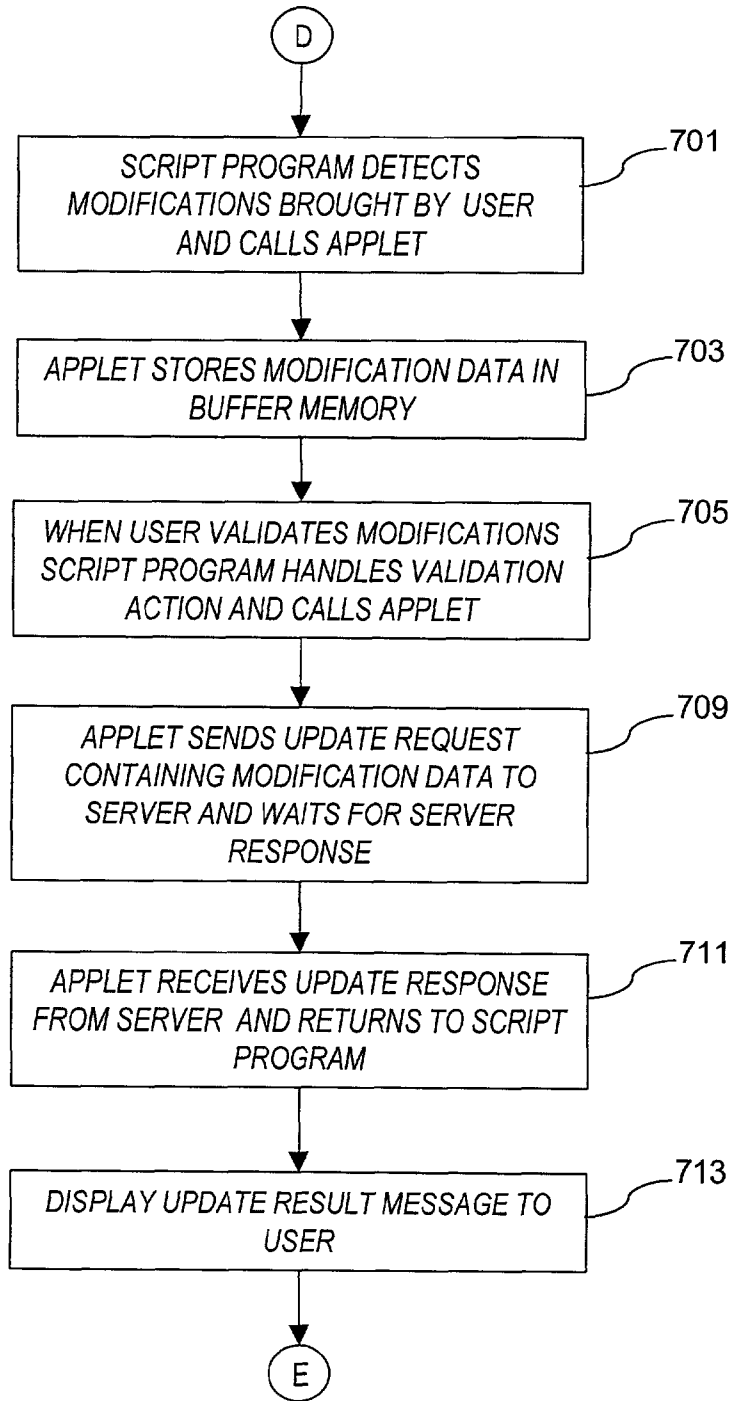 D
701
SCRIPT PROGRAM DETECTS
MODIFICATIONS BROUGHT BY USER
AND CALLS APPLET
703
APPLET STORES MODIFICATION DATA IN
BUFFER MEMORY
705
WHEN USER VALIDATES MODIFICATIONS
SCRIPT PROGRAM HANDLES VALIDATION
ACTION AND CALLS APPLET
709
APPLET SENDS UPDATE REQUEST
CONTAINING MODIFICATION DATA TO
SERVER AND WAITS FOR SERVER
RESPONSE
711
APPLET RECEIVES UPDATE RESPONSE
FROM SERVER AND RETURNS TO SCRIPT
PROGRAM
713
DISPLAY UPDATE RESULT MESSAGE TO
USER
E